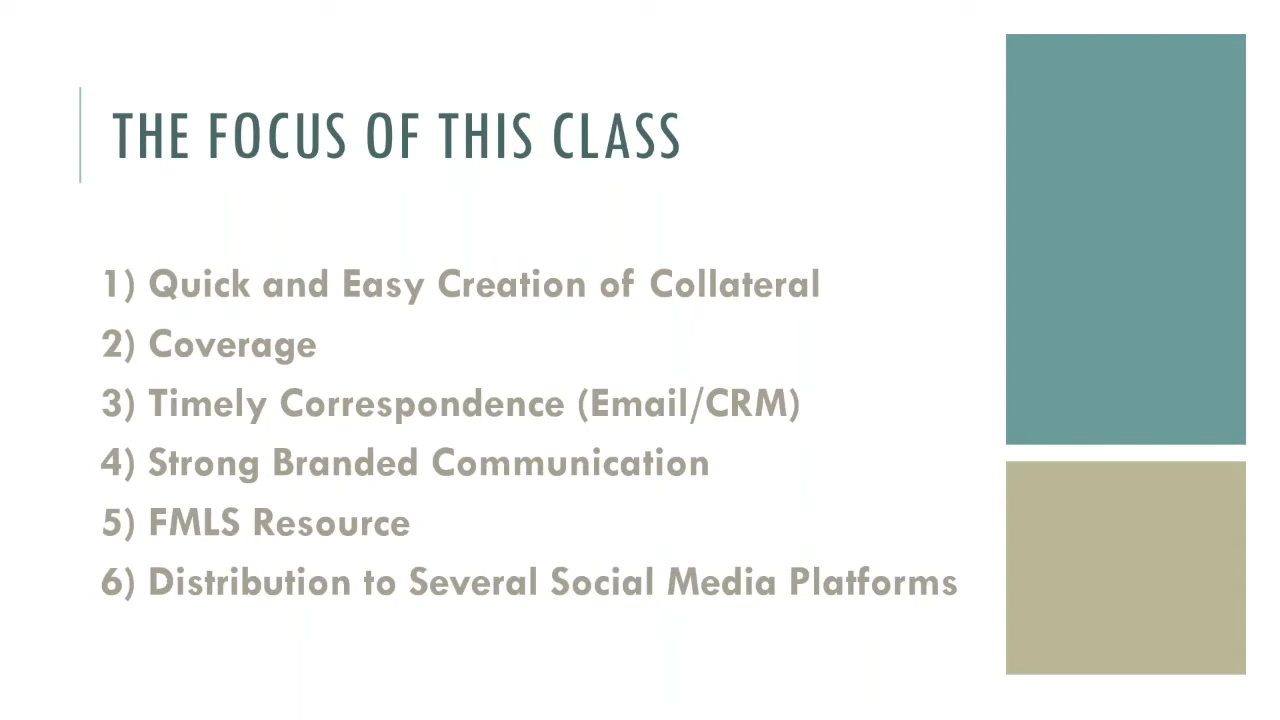 THE FOCUS OF THIS CLASS
1) Quick and Easy Creation of Collateral
2) Coverage
3) Timely Correspondence (Email/CRM)
4) Strong Branded Communication
5) FMLS Resource
6) Distribution to Several Social Media Platforms